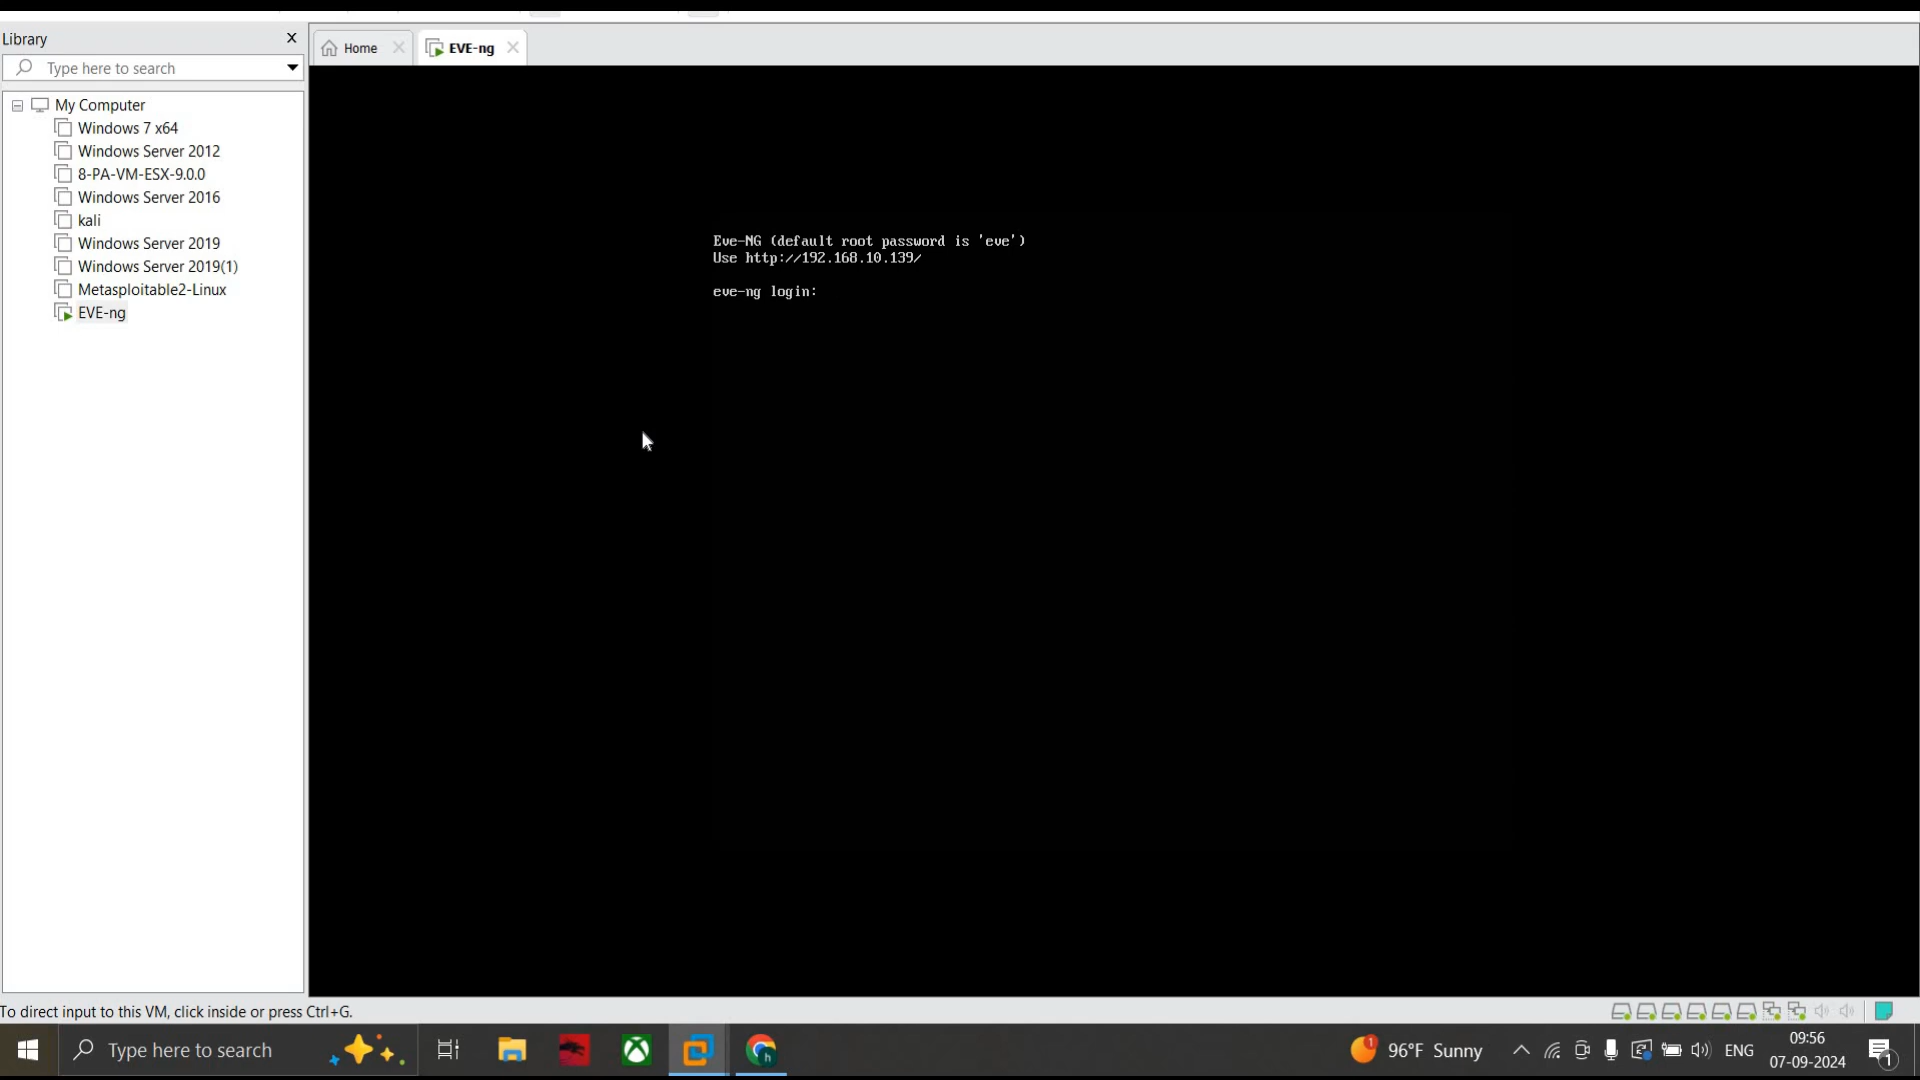 Library
Home
EVE-ng
Type here to search
My Computer
Windows 7 x64
Windows Server 2012
8-PA-VM-ESX-9.0.0
Windows Server 2016
kali
Windows Server 2019
Windows Server 2019(1)
Metasploitable2-Linux
EVE-ng
Eve-NG (default root password is 'eve')
Use http://192.168.10.139/
eve-ng login:
To direct input to this VM, click inside or press Ctrl+G.
Type here to search
h
1
96°F Sunny
ENG
09:56
07-09-2024
1